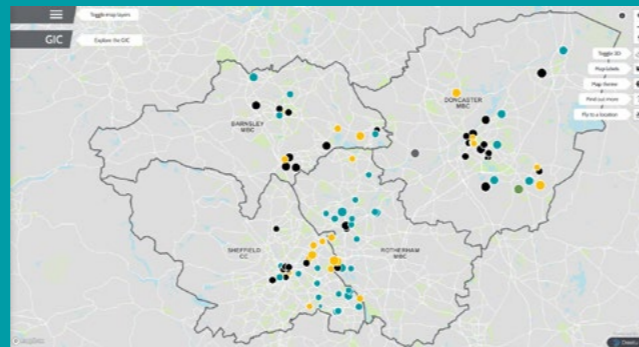 Toggle map layers
GIC
Explore the GIC
Toggle 3D
Map labels
Map theme
Find out more
Fly to a location
DONCASTER
MBC
BARNSLEY
MBC
SHEFFIELD
CC
ROTHERHAM
MBC